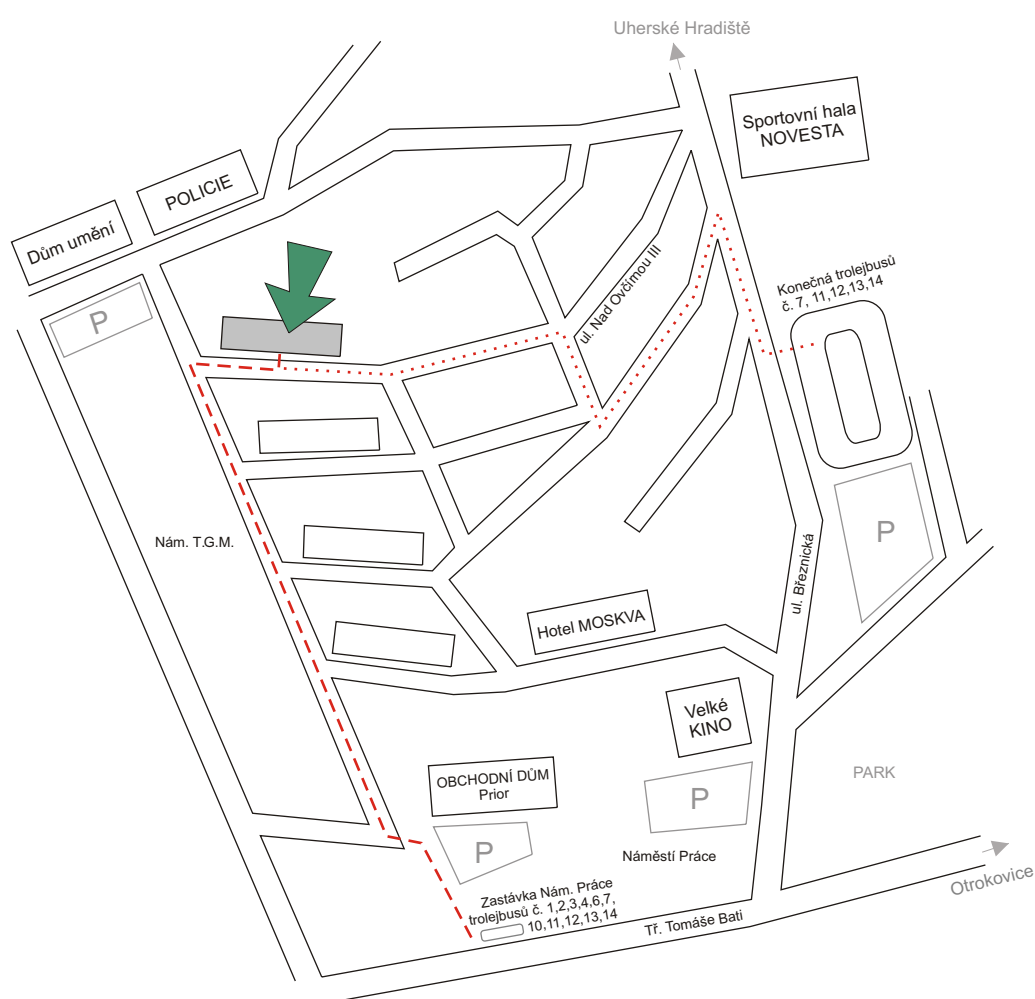 Uherské Hradiště
Sportovní hala
NOVESTA
POLICIE
Dům umění
P
ul. Nad Ovčírnou III
Konečná trolejbusů
č. 7, 11,12,13,14
P
Nám. T.G.M.
ul. Březnická
Hotel MOSKVA
Velké
KINO
OBCHODNÍ DŮM
Prior
PARK
P
P
Náměstí Práce
Zastávka Nám. Práce
trolejbusů č. 1,2,3,4,6,7,
10,11,12,13,14
Tř. Tomáše Bati
Otrokovice